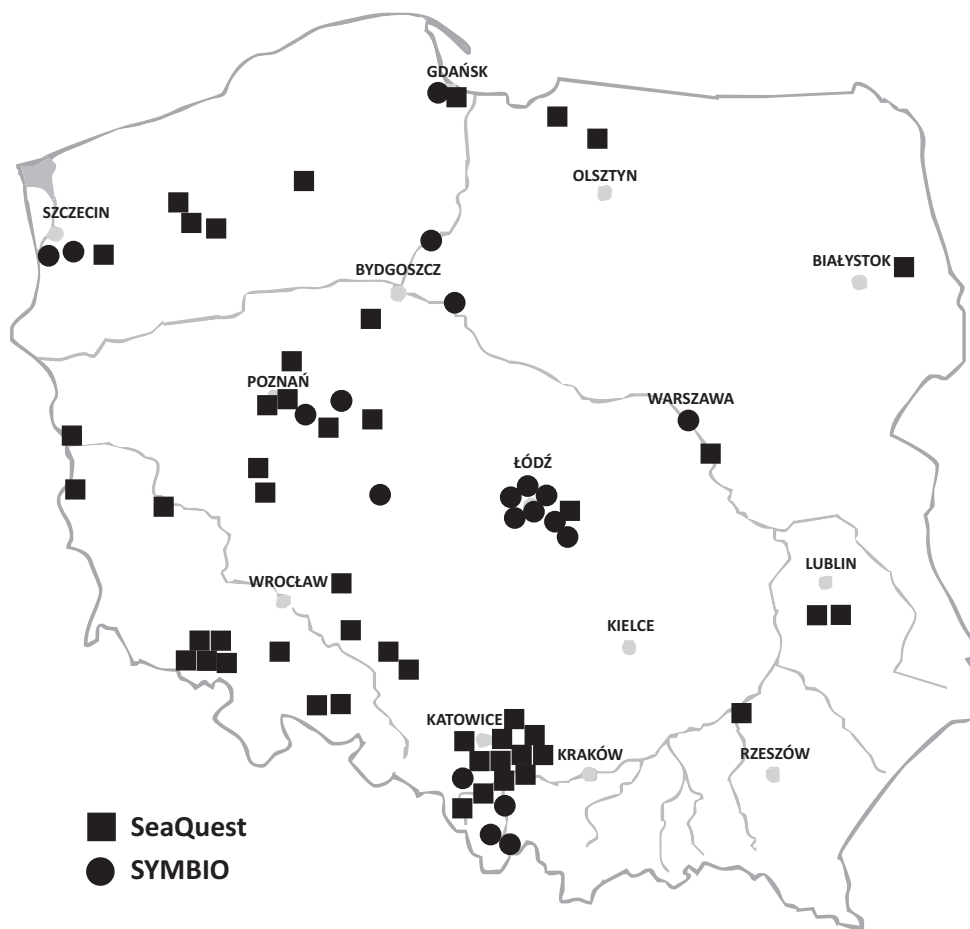 GDAŃSK
OLSZTYN
SZCZECIN
BIAŁYSTOK
BYDGOSZCZ
POZNAŃ
WARSZAWA
ŁÓDŹ
LUBLIN
WROCŁAW
KIELCE
KATOWICE
KRAKÓW
RZESZÓW
SeaQuest
SYMBIO